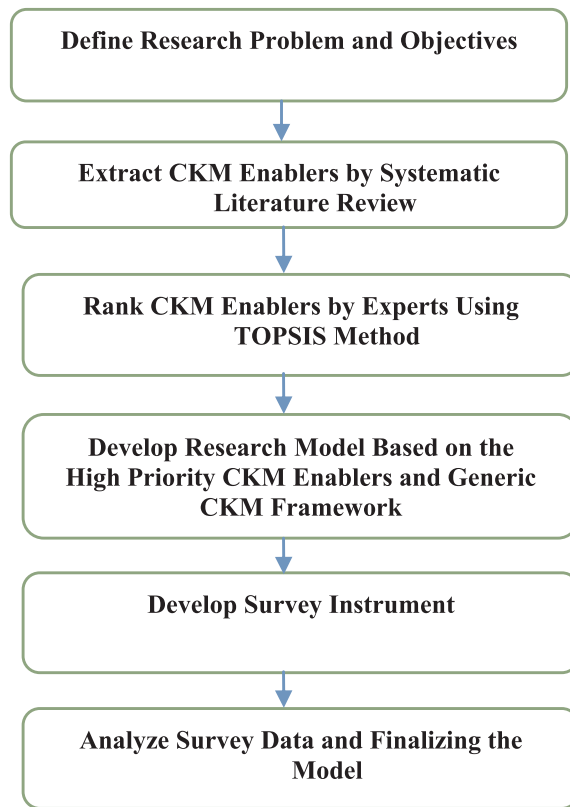 Define Research Problem and Objectives
Extract CKM Enablers by Systematic
Literature Review
Rank CKM Enablers by Experts Using
TOPSIS Method
Develop Research Model Based on the
High Priority CKM Enablers and Generic
CKM Framework
Develop Survey Instrument
Analyze Survey Data and Finalizing the
Model